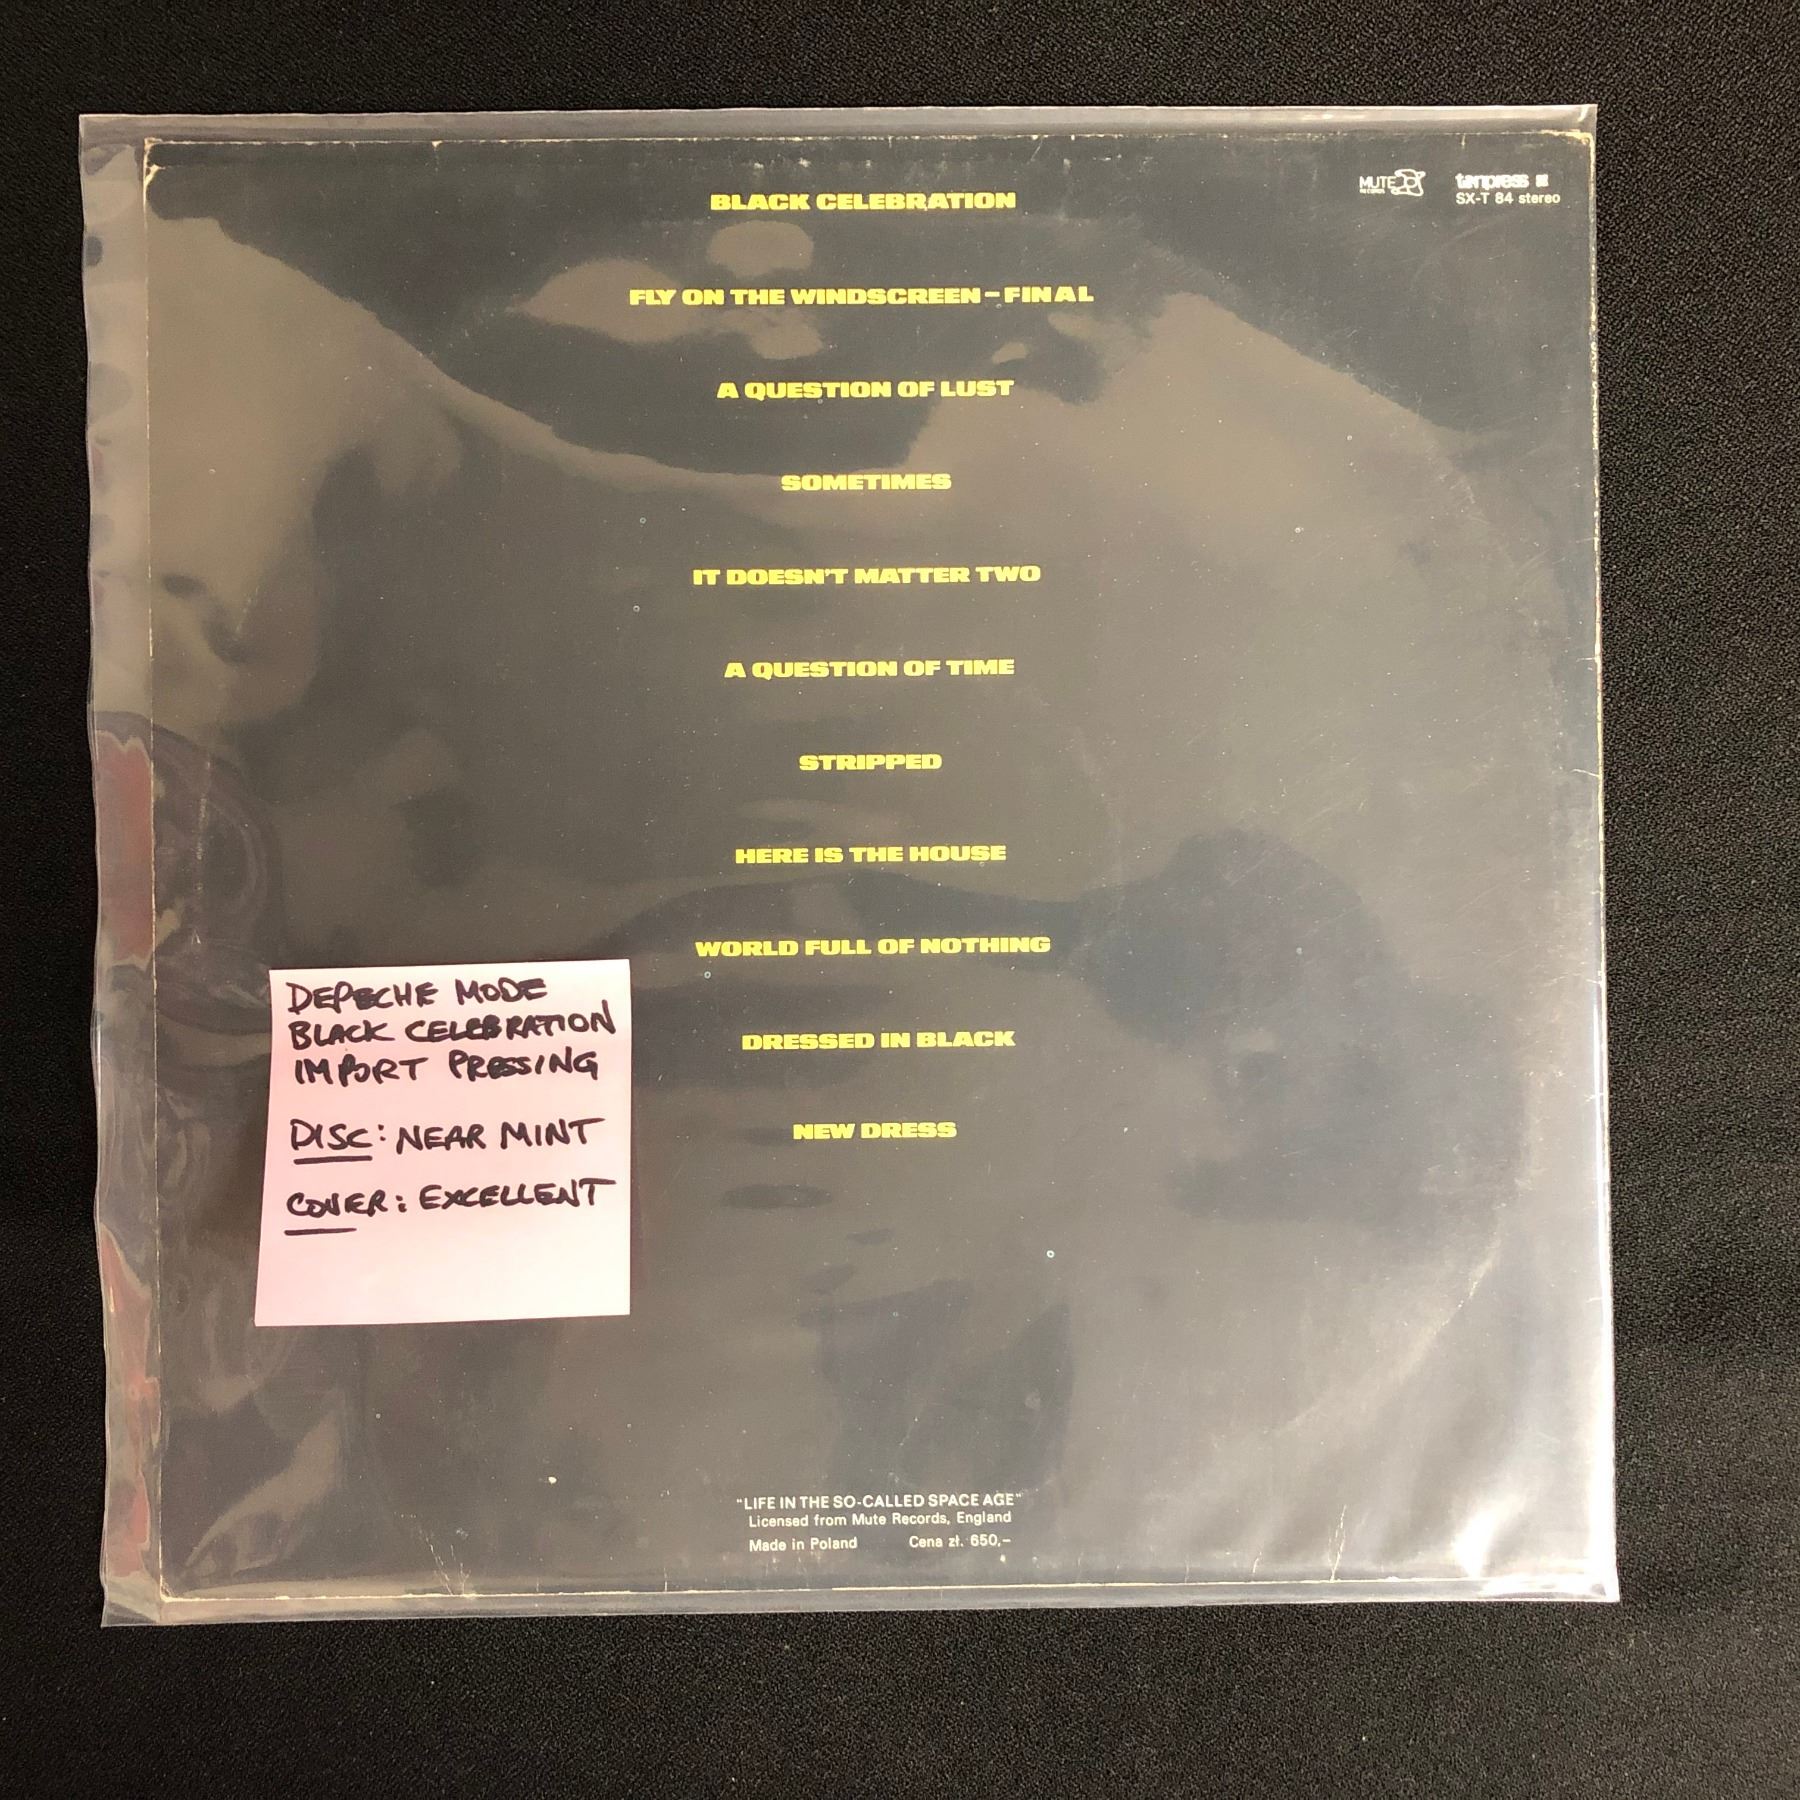 BLACK CELEBRATION
MUTE
RECORDS
tonpress
SX-T 84 stereo
FLY ON THE WINDSCREEN – FINAL
A QUESTION OF LUST
SOMETIMES
IT DOESN'T MATTER TWO
A QUESTION OF TIME
STRIPPED
HERE IS THE HOUSE
WORLD FULL OF NOTHING
DRESSED IN BLACK
NEW DRESS
DEPECHE MODE
BLACK CELEBRATION
IMPORT PRESSING
DISC: NEAR MINT
COVER: EXCELLENT
"LIFE IN THE SO-CALLED SPACE AGE"
Licensed from Mute Records, England
Made in Poland Cena zł. 650,–